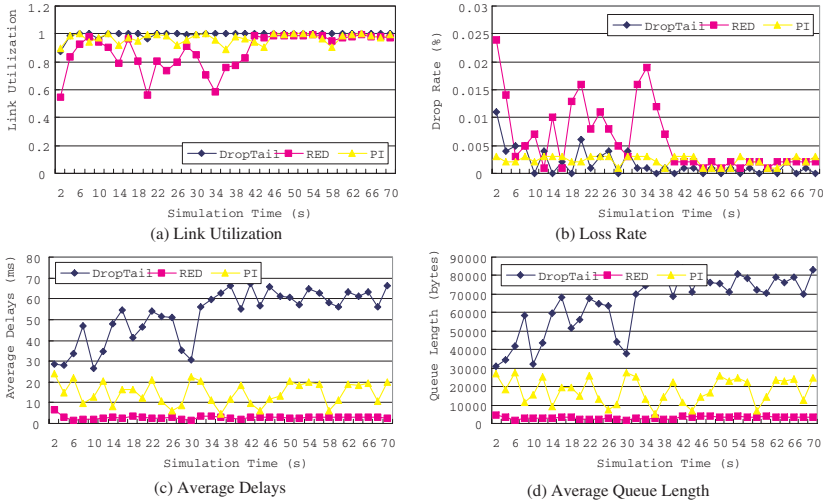 1.2
1
0.8
0.6
0.4
0.2
0
Link Utilization
DropTail RED PI
2 6 10 14 18 22 26 30 34 38 42 46 50 54 58 62 66 70
Simulation Time (s)
(a) Link Utilization
0.03
0.025
0.02
0.015
0.01
0.005
0
Drop Rate (%)
DropTail RED PI
2 6 10 14 18 22 26 30 34 38 42 46 50 54 58 62 66 70
Simulation Time (s)
(b) Loss Rate
80
70
60
50
40
30
20
10
0
Average Delays (ms)
DropTail RED PI
2 6 10 14 18 22 26 30 34 38 42 46 50 54 58 62 66 70
Simulation Time (s)
(c) Average Delays
90000
80000
70000
60000
50000
40000
30000
20000
10000
0
Queue Length (bytes)
DropTail RED PI
2 6 10 14 18 22 26 30 34 38 42 46 50 54 58 62 66 70
Simulation Time (s)
(d) Average Queue Length